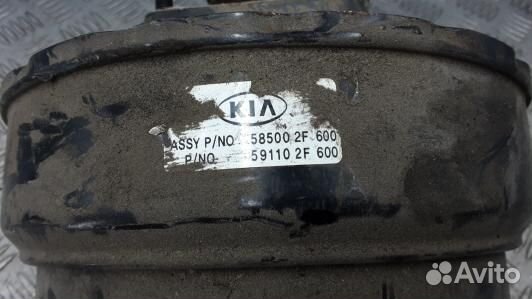 KIA
ASSY P/NO 58500 2F 600
P/NO 59110 2F 600
Avito